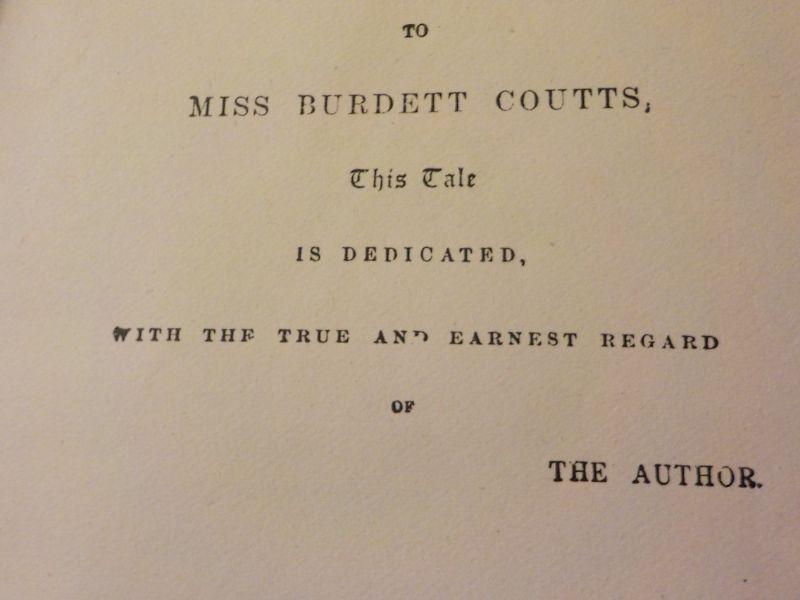 TO
MISS BURDETT COUTTS,
This Tale
IS DEDICATED,
WITH THE TRUE AND EARNEST REGARD
OF
THE AUTHOR.